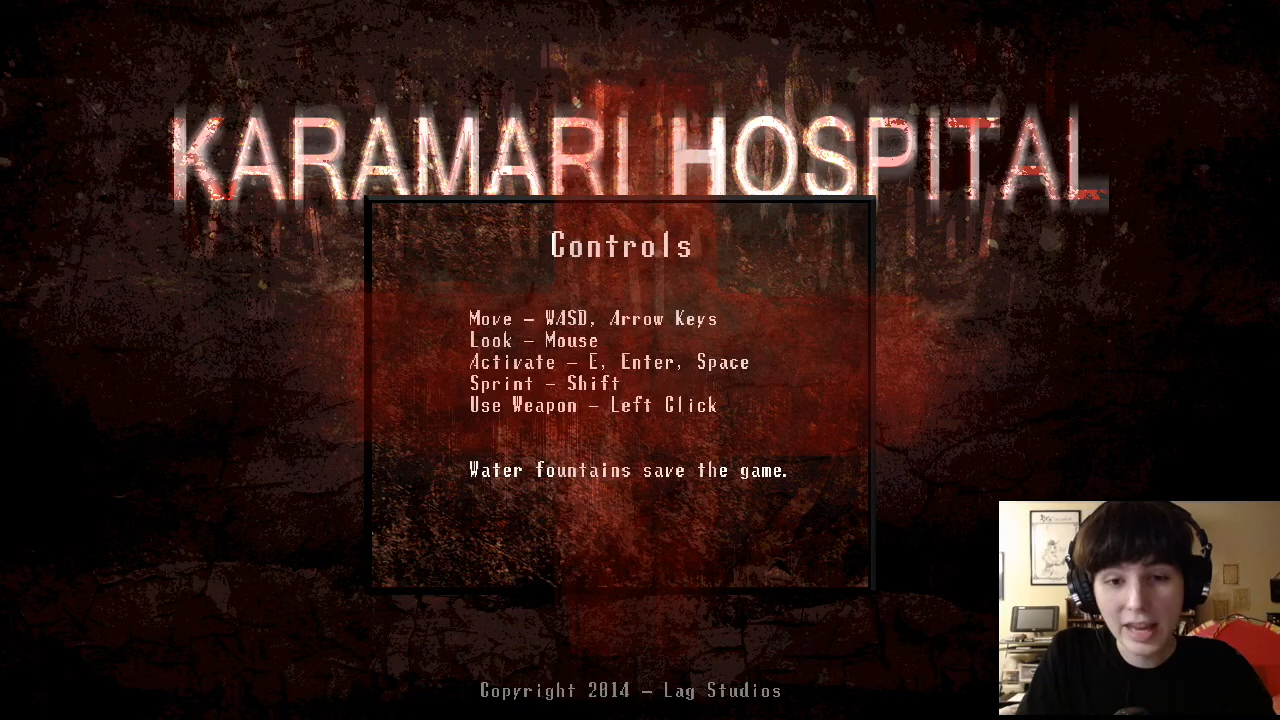 KARAMARI HOSPITAL
Controls
Move - WASD, Arrow Keys
Look - Mouse
Activate - E, Enter, Space
Sprint - Shift
Use Weapon - Left Click
Water fountains save the game.
Copyright 2014 - Lag Studios